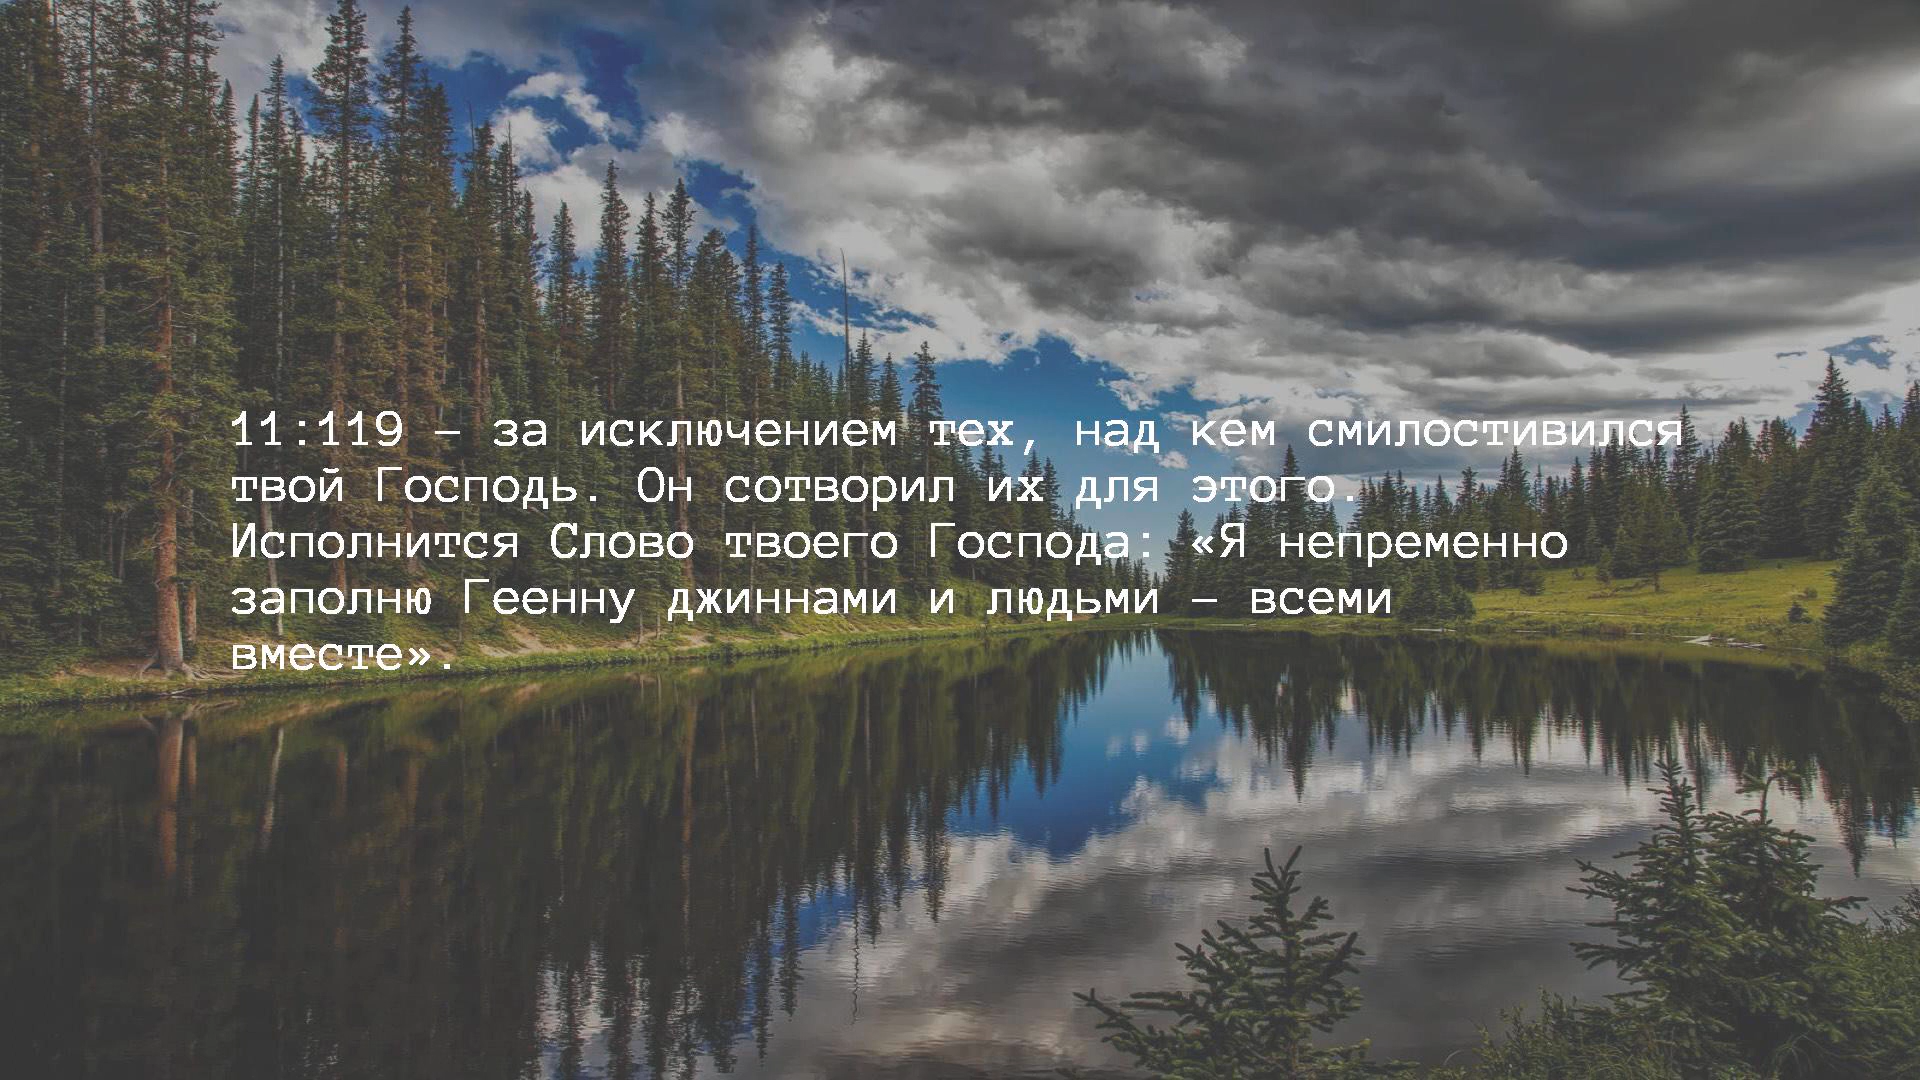 11:119 – за исключением тех, над кем смилостивился
твой Господь. Он сотворил их для этого.
Исполнится Слово твоего Господа: «Я непременно
заполню Геенну джиннами и людьми – всеми
вместе».